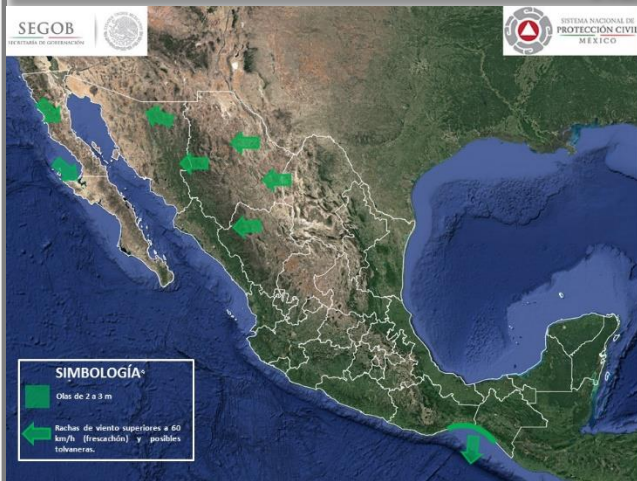 SEGOB
SECRETARÍA DE GOBERNACIÓN
SISTEMA NACIONAL DE
PROTECCIÓN CIVIL
MÉXICO
SIMBOLOGÍA
Olas de 2 a 3 m
Rachas de viento superiores a 60
km/h (frescachón) y posibles
tolvaneras.